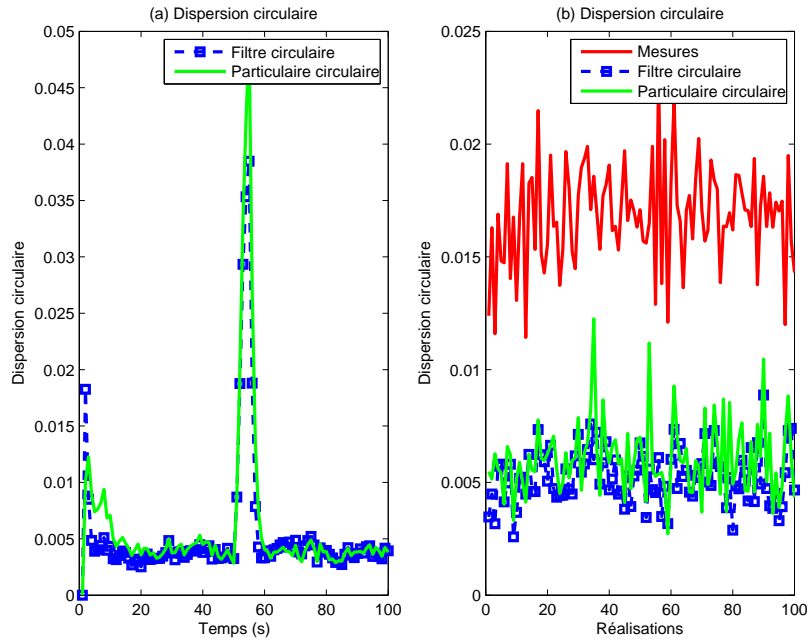 (a) Dispersion circulaire
Filtre circulaire
Particulaire circulaire
Dispersion circulaire
0.05
0.045
0.04
0.035
0.03
0.025
0.02
0.015
0.01
0.005
0
0 20 40 60 80 100
Temps (s)
(b) Dispersion circulaire
Mesures
Filtre circulaire
Particulaire circulaire
Dispersion circulaire
0.025
0.02
0.015
0.01
0.005
0
0 20 40 60 80 100
Réalisations